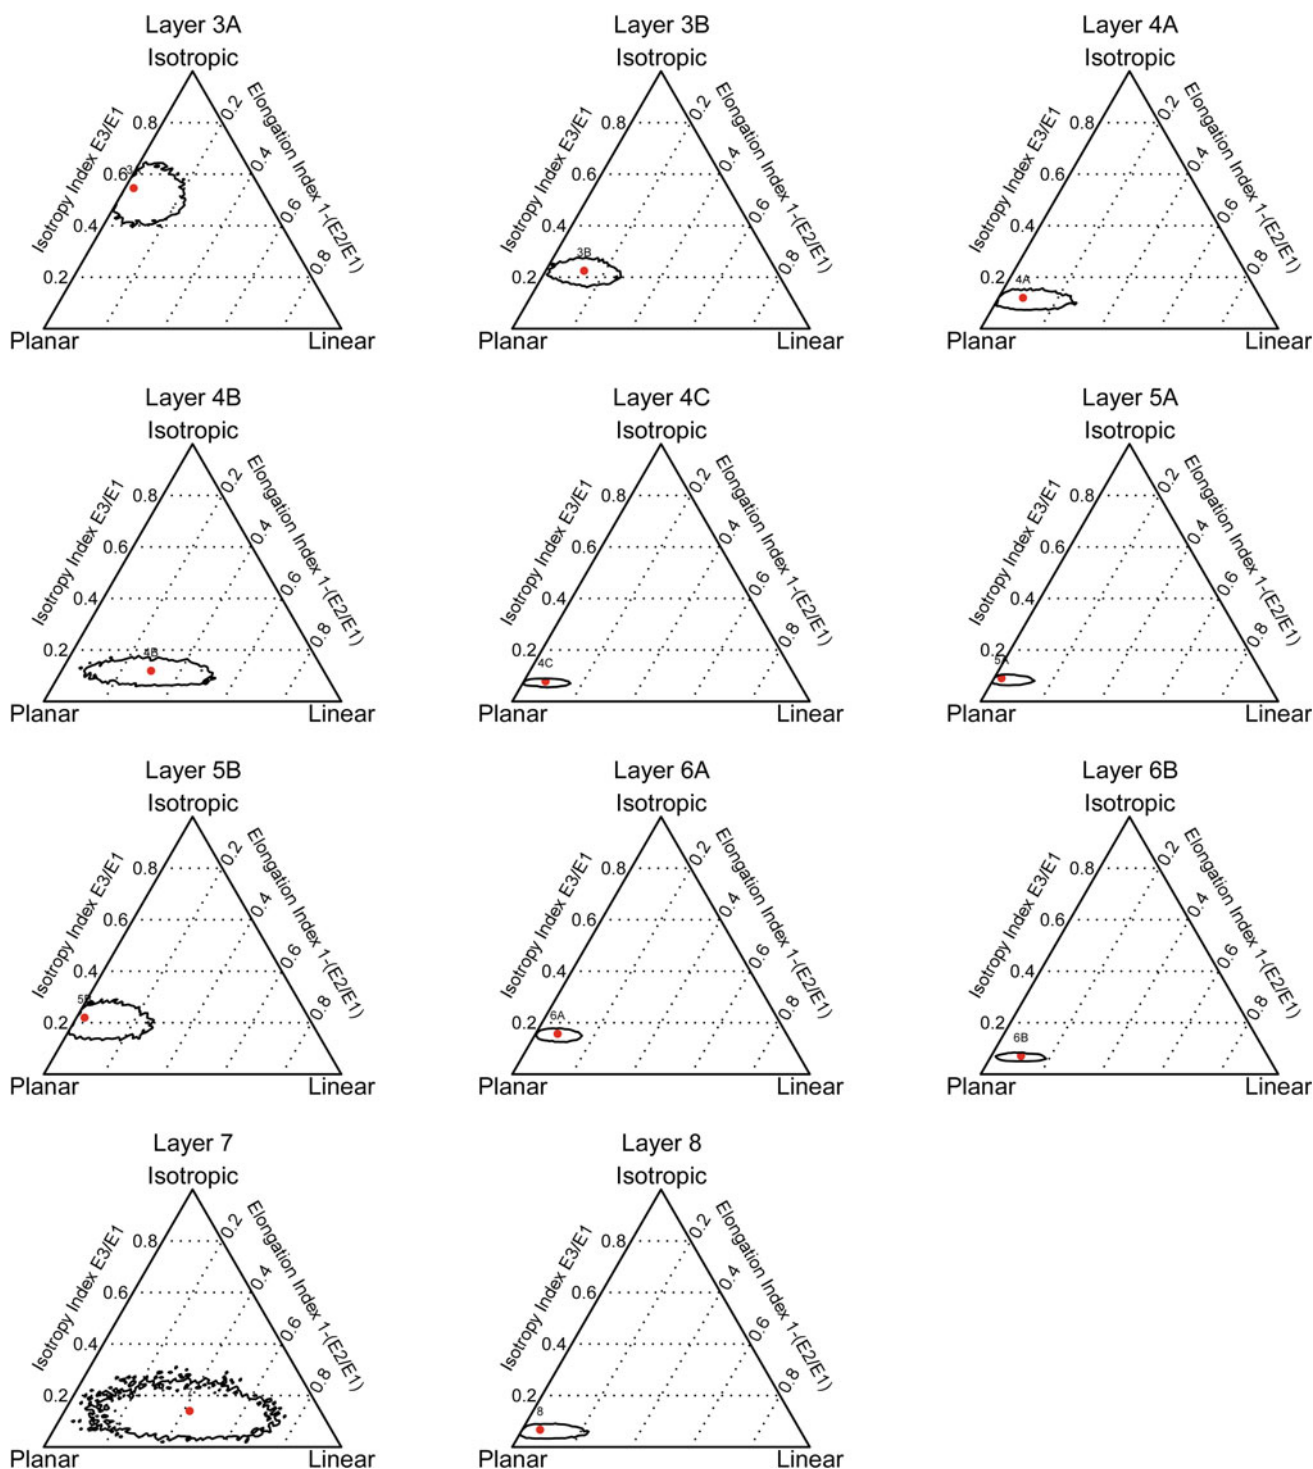 Layer 3A
Isotropic
Isotropy Index E3/E1
Elongation Index 1-(E2/E1)
0.8
0.6
0.4
0.2
0.2
0.4
0.6
0.8
3
Planar
Linear
Layer 3B
Isotropic
Isotropy Index E3/E1
Elongation Index 1-(E2/E1)
0.8
0.6
0.4
0.2
0.2
0.4
0.6
0.8
3B
Planar
Linear
Layer 4A
Isotropic
Isotropy Index E3/E1
Elongation Index 1-(E2/E1)
0.8
0.6
0.4
0.2
0.2
0.4
0.6
0.8
4A
Planar
Linear
Layer 4B
Isotropic
Isotropy Index E3/E1
Elongation Index 1-(E2/E1)
0.8
0.6
0.4
0.2
0.2
0.4
0.6
0.8
4B
Planar
Linear
Layer 4C
Isotropic
Isotropy Index E3/E1
Elongation Index 1-(E2/E1)
0.8
0.6
0.4
0.2
0.2
0.4
0.6
0.8
4C
Planar
Linear
Layer 5A
Isotropic
Isotropy Index E3/E1
Elongation Index 1-(E2/E1)
0.8
0.6
0.4
0.2
0.2
0.4
0.6
0.8
5A
Planar
Linear
Layer 5B
Isotropic
Isotropy Index E3/E1
Elongation Index 1-(E2/E1)
0.8
0.6
0.4
0.2
0.2
0.4
0.6
0.8
5B
Planar
Linear
Layer 6A
Isotropic
Isotropy Index E3/E1
Elongation Index 1-(E2/E1)
0.8
0.6
0.4
0.2
0.2
0.4
0.6
0.8
6A
Planar
Linear
Layer 6B
Isotropic
Isotropy Index E3/E1
Elongation Index 1-(E2/E1)
0.8
0.6
0.4
0.2
0.2
0.4
0.6
0.8
6B
Planar
Linear
Layer 7
Isotropic
Isotropy Index E3/E1
Elongation Index 1-(E2/E1)
0.8
0.6
0.4
0.2
0.2
0.4
0.6
0.8
Planar
Linear
Layer 8
Isotropic
Isotropy Index E3/E1
Elongation Index 1-(E2/E1)
0.8
0.6
0.4
0.2
0.2
0.4
0.6
0.8
8
Planar
Linear